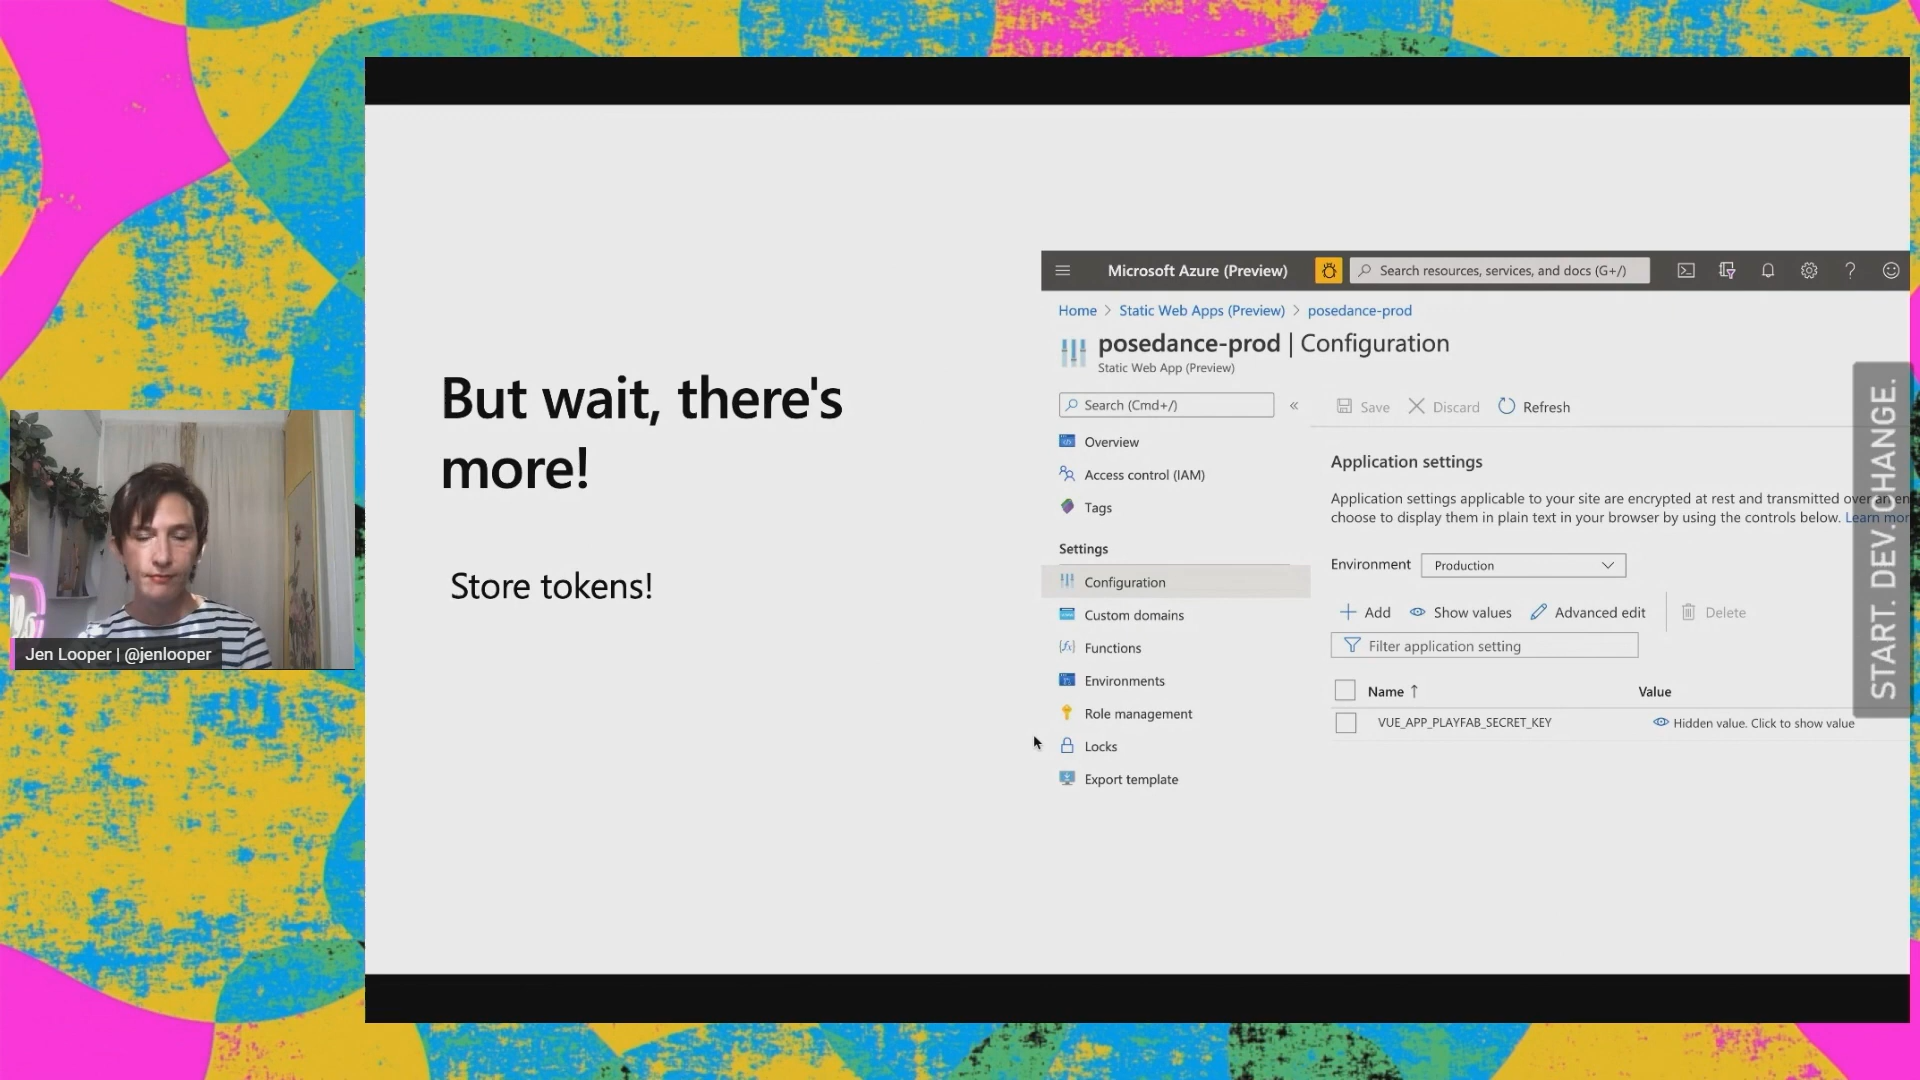 Microsoft Azure (Preview)
Search resources, services, and docs (G+/)
Home > Static Web Apps (Preview) > posedance-prod
posedance-prod | Configuration
Static Web App (Preview)
Search (Cmd+/)
«
Save
Discard
Refresh
But wait, there's
more!
Store tokens!
Overview
Access control (IAM)
Tags
Settings
Configuration
Custom domains
Functions
Environments
Role management
Locks
Export template
Application settings
Application settings applicable to your site are encrypted at rest and transmitted over an en
choose to display them in plain text in your browser by using the controls below. Learn mor
Environment
Production
Add
Show values
Advanced edit
Delete
Filter application setting
Name ↑
Value
VUE_APP_PLAYFAB_SECRET_KEY
Hidden value. Click to show value
START. DEV. CHANGE.
Jen Looper | @jenlooper